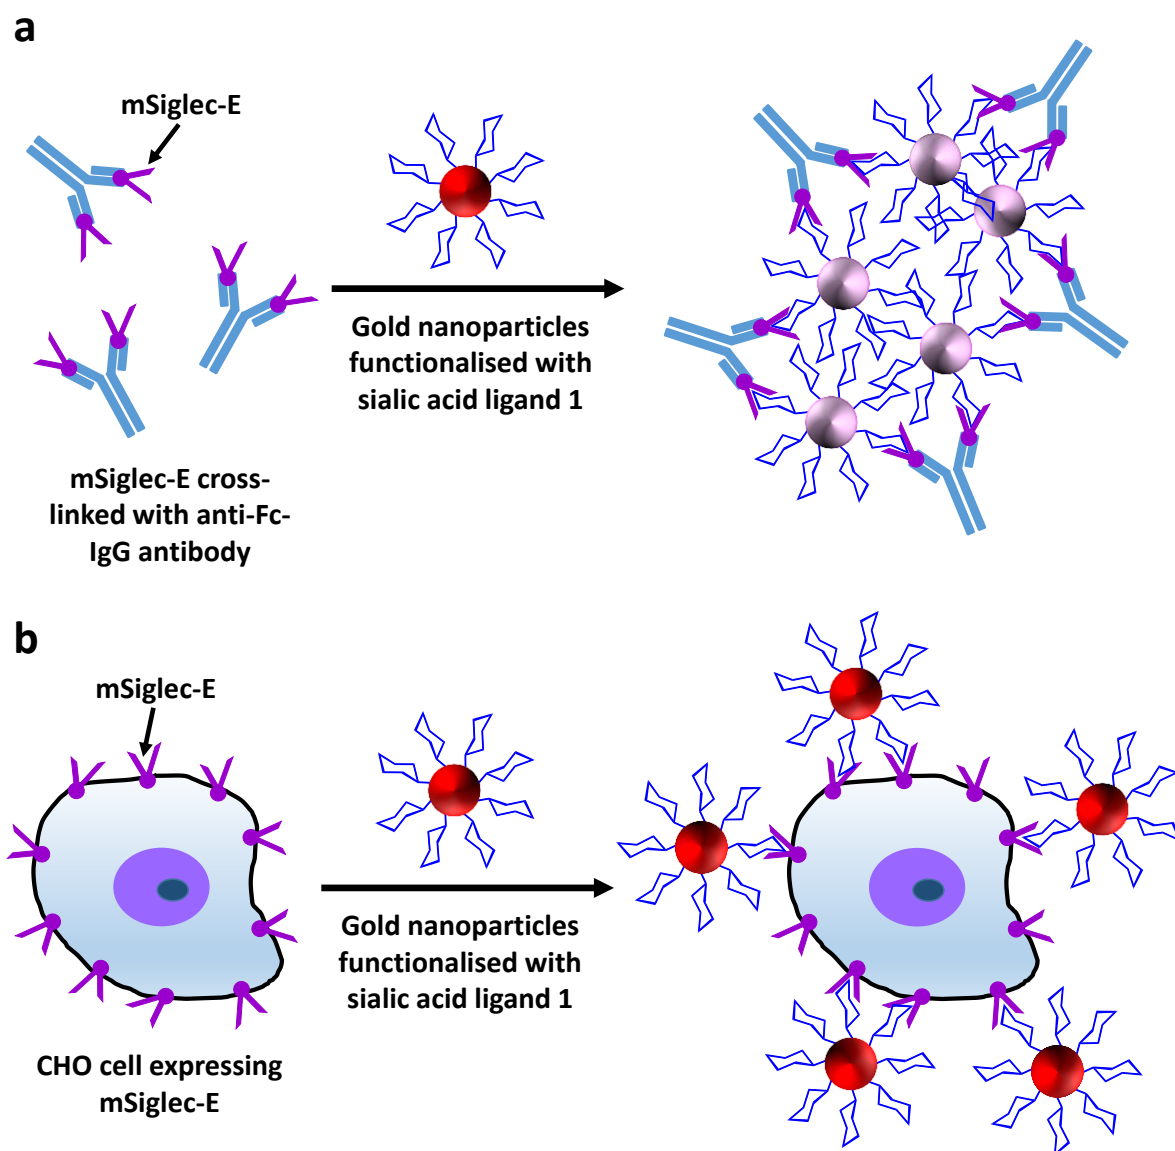 a
mSiglec-E
Gold nanoparticles
functionalised with
sialic acid ligand 1
mSiglec-E cross-
linked with anti-Fc-
IgG antibody
b
mSiglec-E
Gold nanoparticles
functionalised with
sialic acid ligand 1
CHO cell expressing
mSiglec-E